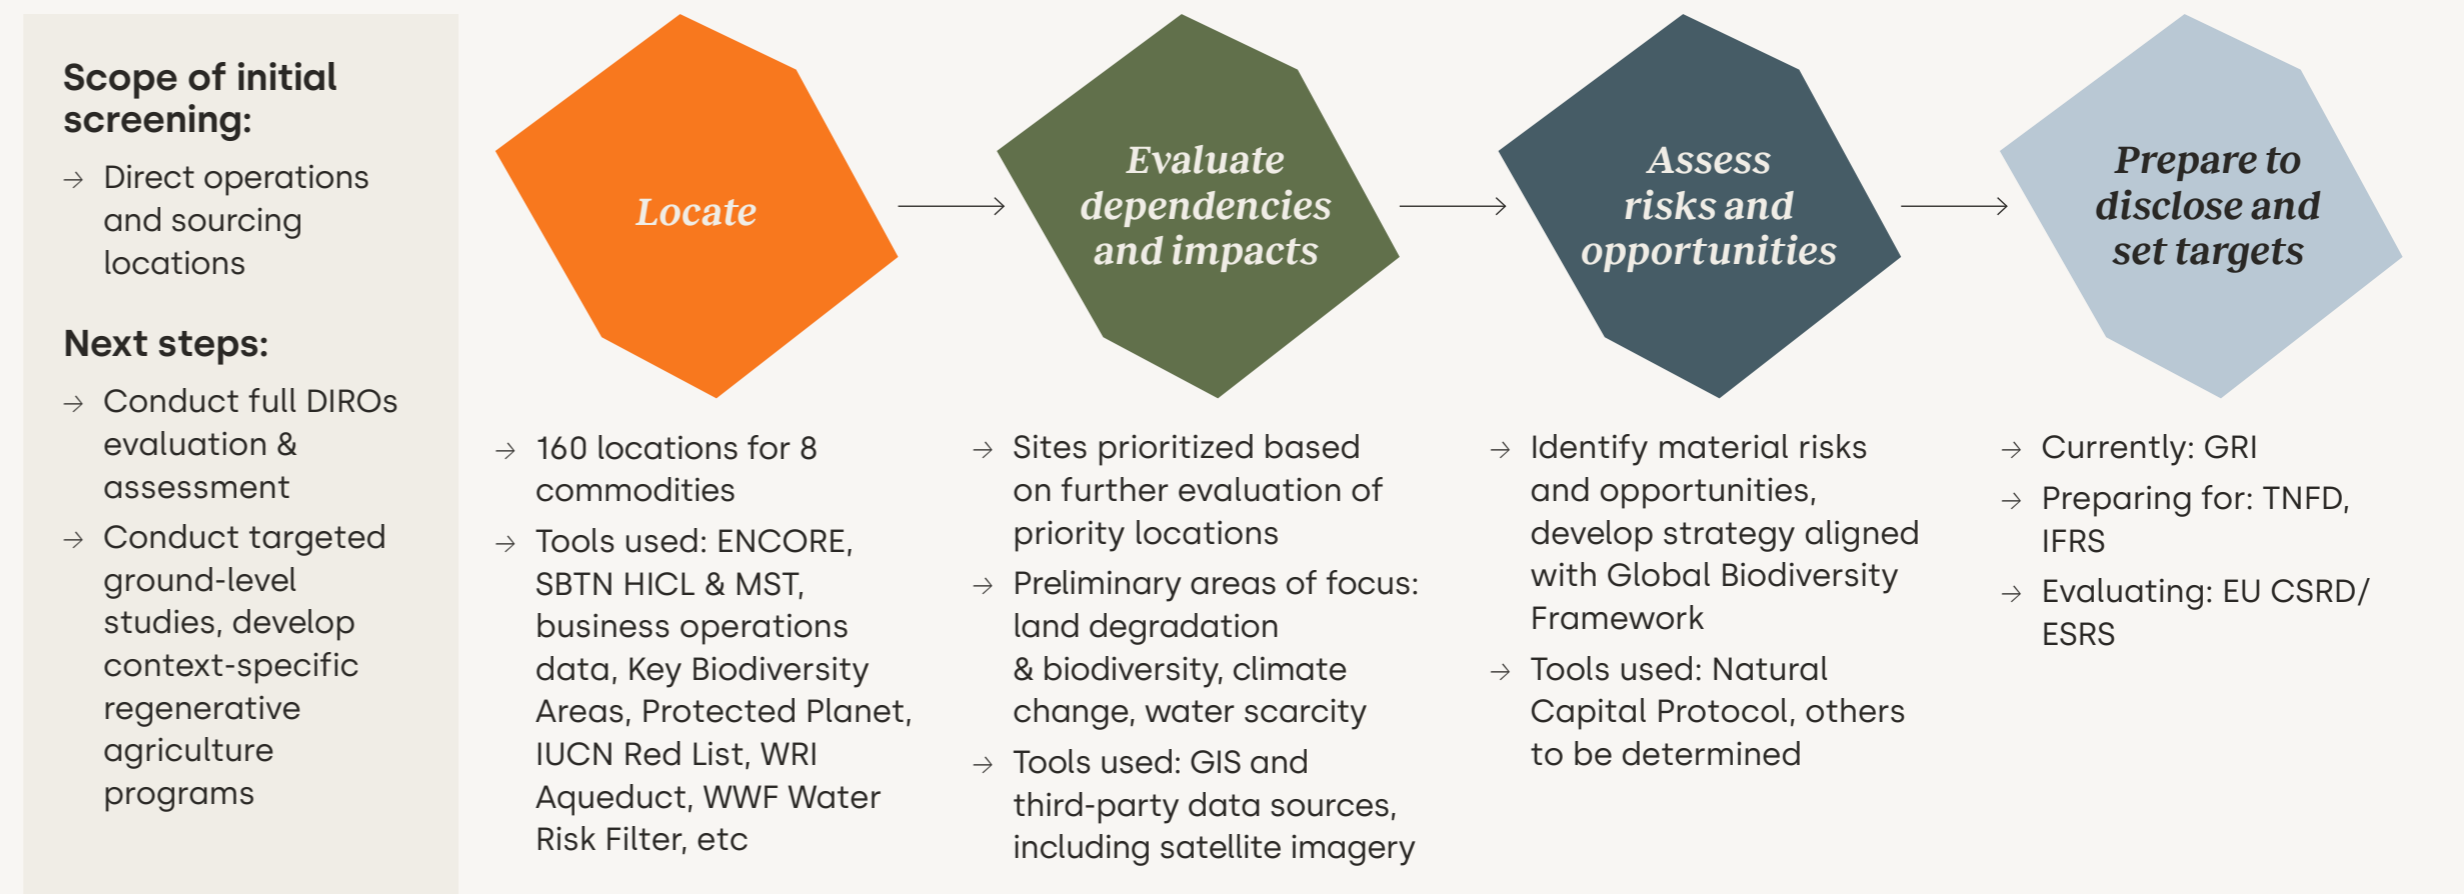 Scope of initial
screening:
→ Direct operations
and sourcing
locations
Next steps:
→ Conduct full DIROs
evaluation &
assessment
→ Conduct targeted
ground-level
studies, develop
context-specific
regenerative
agriculture
programs
Locate
→ 160 locations for 8
commodities
→ Tools used: ENCORE,
SBTN HICL & MST,
business operations
data, Key Biodiversity
Areas, Protected Planet,
IUCN Red List, WRI
Aqueduct, WWF Water
Risk Filter, etc
Evaluate
dependencies
and impacts
→ Sites prioritized based
on further evaluation of
priority locations
→ Preliminary areas of focus:
land degradation
& biodiversity, climate
change, water scarcity
→ Tools used: GIS and
third-party data sources,
including satellite imagery
Assess
risks and
opportunities
→ Identify material risks
and opportunities,
develop strategy aligned
with Global Biodiversity
Framework
→ Tools used: Natural
Capital Protocol, others
to be determined
Prepare to
disclose and
set targets
→ Currently: GRI
→ Preparing for: TNFD,
IFRS
→ Evaluating: EU CSRD/
ESRS